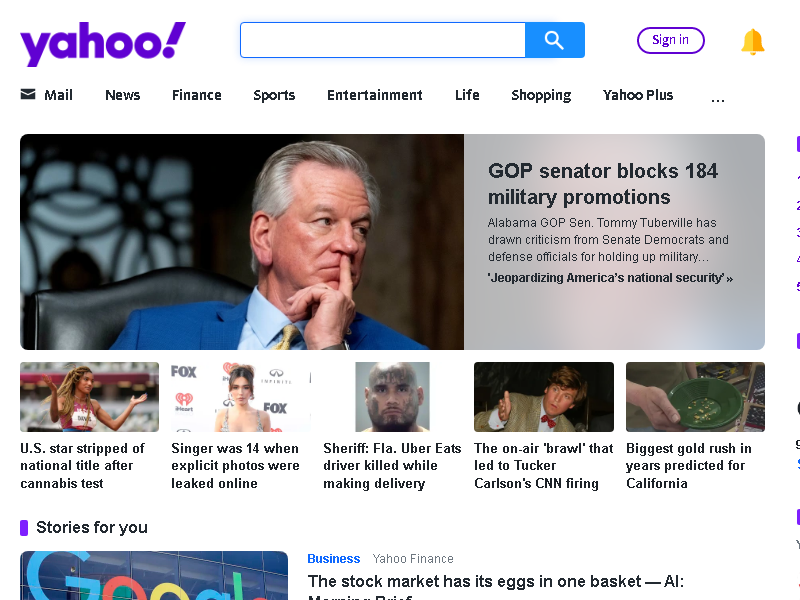 yahoo!
Sign in
Mail
News
Finance
Sports
Entertainment
Life
Shopping
Yahoo Plus
...
GOP senator blocks 184
military promotions
Alabama GOP Sen. Tommy Tuberville has
drawn criticism from Senate Democrats and
defense officials for holding up military...
'Jeopardizing America's national security' »
FOX
iHeart
INFINITI
FOX
U.S. star stripped of
national title after
cannabis test
Singer was 14 when
explicit photos were
leaked online
Sheriff: Fla. Uber Eats
driver killed while
making delivery
The on-air 'brawl' that
led to Tucker
Carlson's CNN firing
Biggest gold rush in
years predicted for
California
Stories for you
Google
Business
Yahoo Finance
The stock market has its eggs in one basket — AI:
Morning Brief